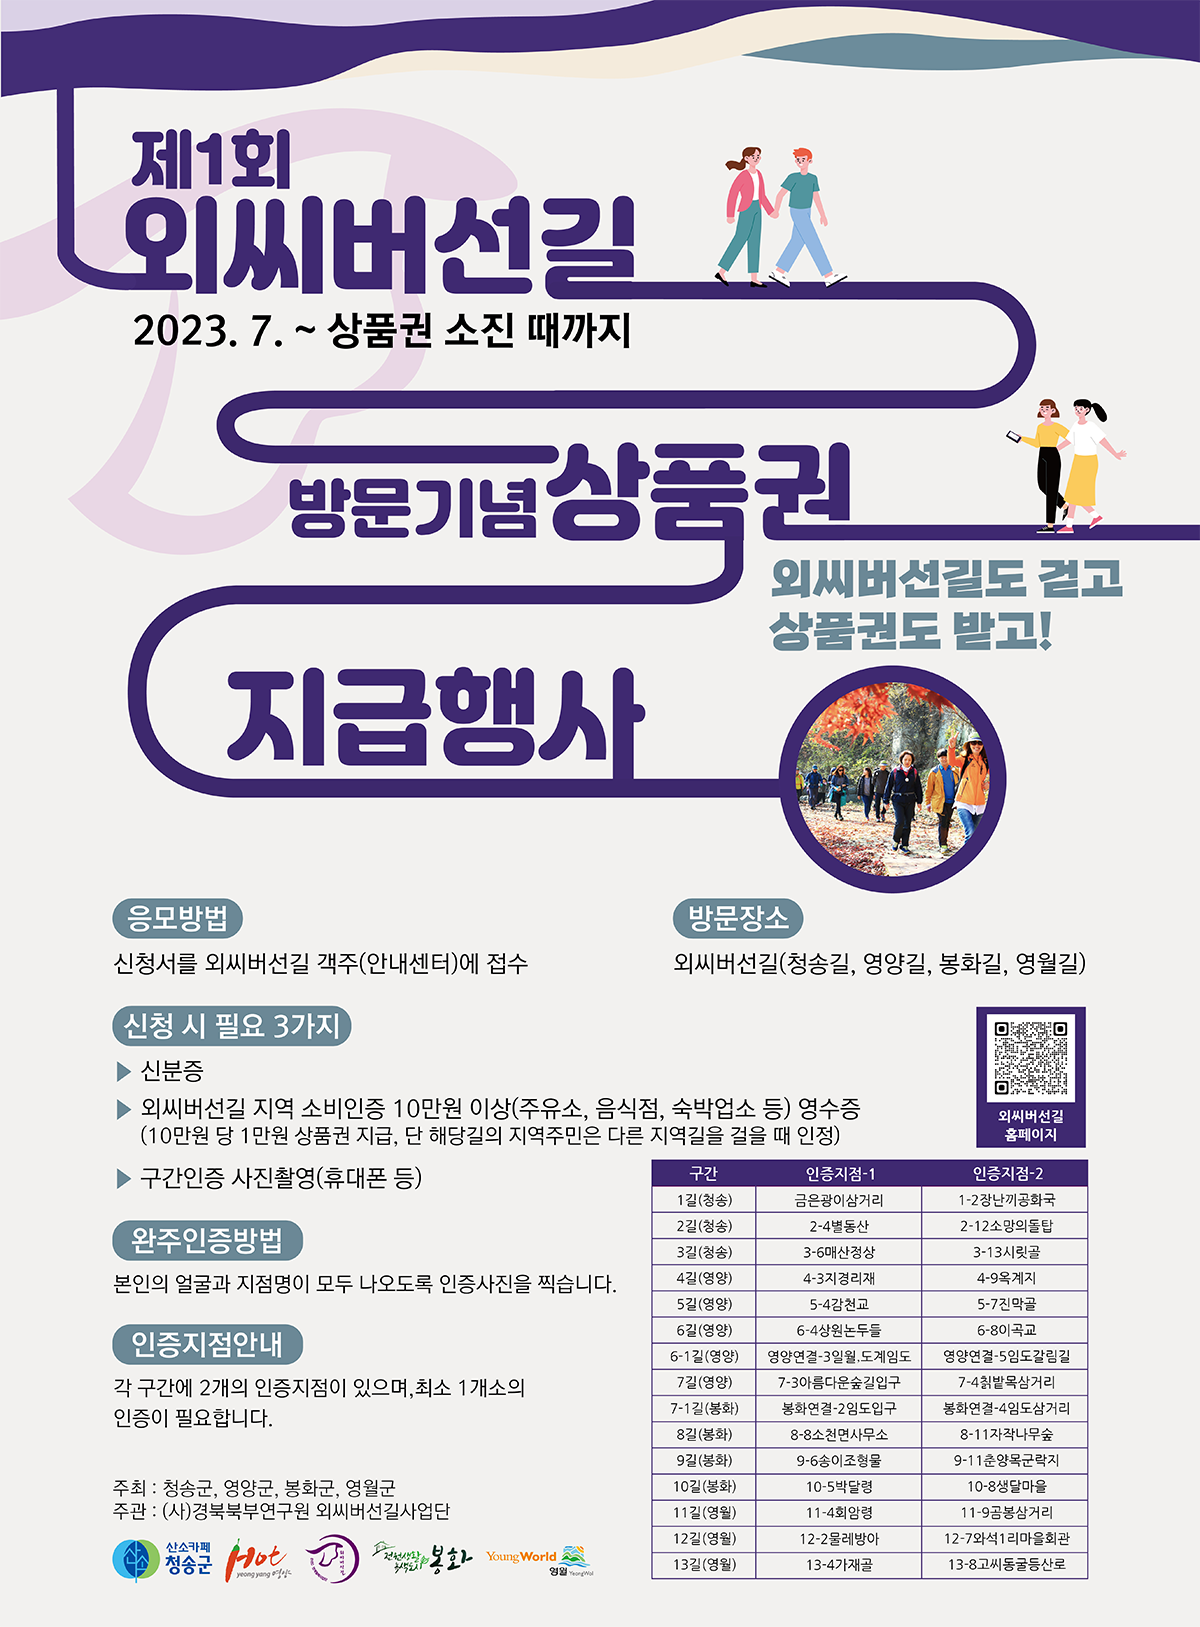 제1회
외씨버선길
2023. 7. ~ 상품권 소진 때까지
방문기념 상품권
외씨버선길도 걷고
상품권도 받고!
지급행사
응모방법
신청서를 외씨버선길 객주(안내센터)에 접수
방문장소
외씨버선길(청송길, 영양길, 봉화길, 영월길)
신청 시 필요 3가지
▶ 신분증
▶ 외씨버선길 지역 소비인증 10만원 이상(주유소, 음식점, 숙박업소 등) 영수증
(10만원 당 1만원 상품권 지급, 단 해당길의 지역주민은 다른 지역길을 걸을 때 인정)
▶ 구간인증 사진촬영(휴대폰 등)
외씨버선길
홈페이지
완주인증방법
본인의 얼굴과 지점명이 모두 나오도록 인증사진을 찍습니다.
인증지점안내
각 구간에 2개의 인증지점이 있으며,최소 1개소의
인증이 필요합니다.
구간 인증지점-1 인증지점-2
1길(청송) 금은광이삼거리 1-2장난끼공화국
2길(청송) 2-4별동산 2-12소망의돌탑
3길(청송) 3-6매산정상 3-13시릿골
4길(영양) 4-3지경리재 4-9옥계지
5길(영양) 5-4감천교 5-7진막골
6길(영양) 6-4상원논두들 6-8이곡교
6-1길(영양) 영양연결-3일월.도계임도 영양연결-5임도갈림길
7길(영양) 7-3아름다운숲길입구 7-4칡밭목삼거리
7-1길(봉화) 봉화연결-2임도입구 봉화연결-4임도삼거리
8길(봉화) 8-8소천면사무소 8-11자작나무숲
9길(봉화) 9-6송이조형물 9-11춘양목군락지
10길(봉화) 10-5박달령 10-8생달마을
11길(영월) 11-4회암령 11-9곰봉삼거리
12길(영월) 12-2물레방아 12-7와석1리마을회관
13길(영월) 13-4가재골 13-8고씨동굴등산로
주최 : 청송군, 영양군, 봉화군, 영월군
주관 : (사)경북북부연구원 외씨버선길사업단
산소카페
청송군
Hot
yeongyang
봉화
Young World
영월 YeongWol